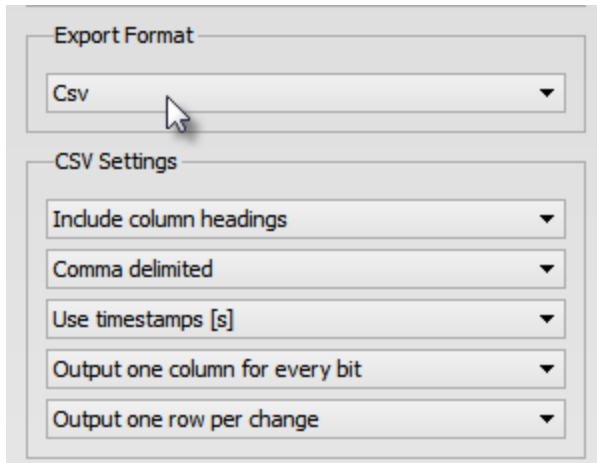 Export Format
Csv
CSV Settings
Include column headings
Comma delimited
Use timestamps [s]
Output one column for every bit
Output one row per change